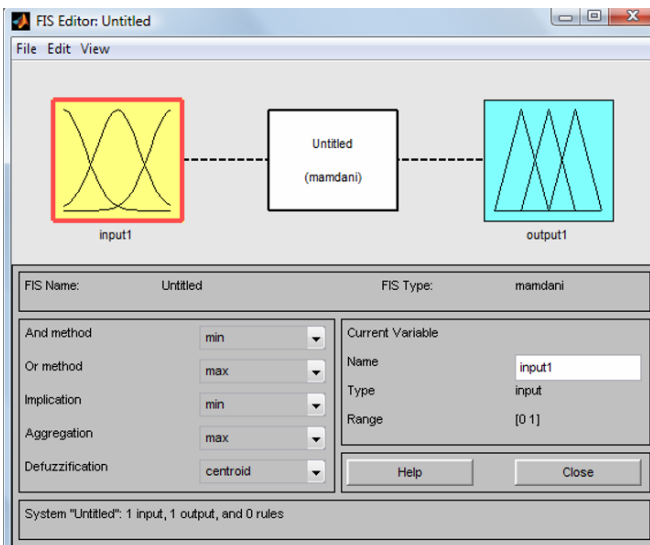 FIS Editor: Untitled
File Edit View
Untitled
(mamdani)
input1
output1
FIS Name: Untitled FIS Type: mamdani
And method min
Or method max
Implication min
Aggregation max
Defuzzification centroid
Current Variable
Name input1
Type input
Range [0 1]
Help Close
System "Untitled": 1 input, 1 output, and 0 rules